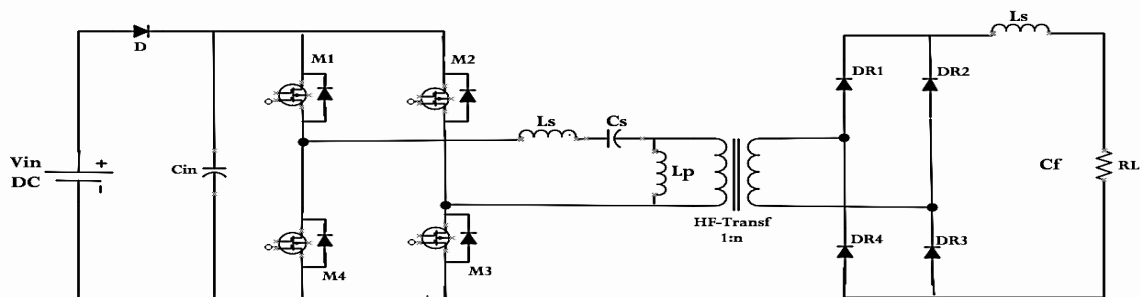 Ls
D
M1
M2
DR1
DR2
Ls
Cs
Vin
DC
+
-
Cin
Lp
Cf
RL
HF-Transf
1:n
DR4
DR3
M4
M3